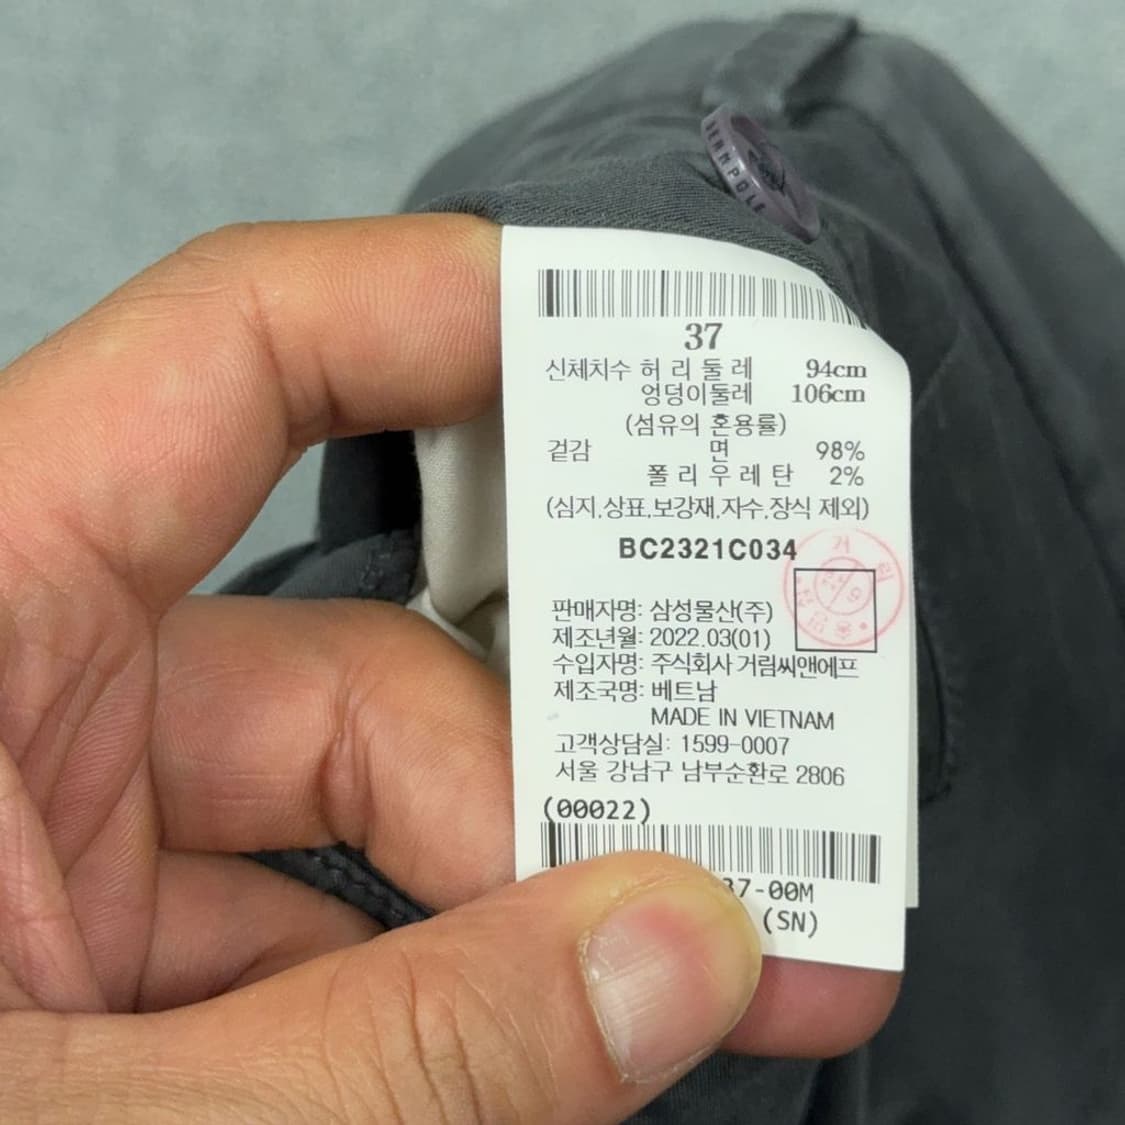 BEANPOLE
37
신체치수 허 리 둘 레 94cm
엉덩이둘레 106cm
(섬유의 혼용률)
겉감 면 98%
폴 리 우 레 탄 2%
(심지,상표,보강재,자수,장식 제외)
BC2321C034
거 림
판매자명: 삼성물산(주)
제조년월: 2022.03(01)
수입자명: 주식회사 거림씨앤에프
제조국명: 베트남
MADE IN VIETNAM
고객상담실: 1599-0007
서울 강남구 남부순환로 2806
(00022)
37-00M
(SN)